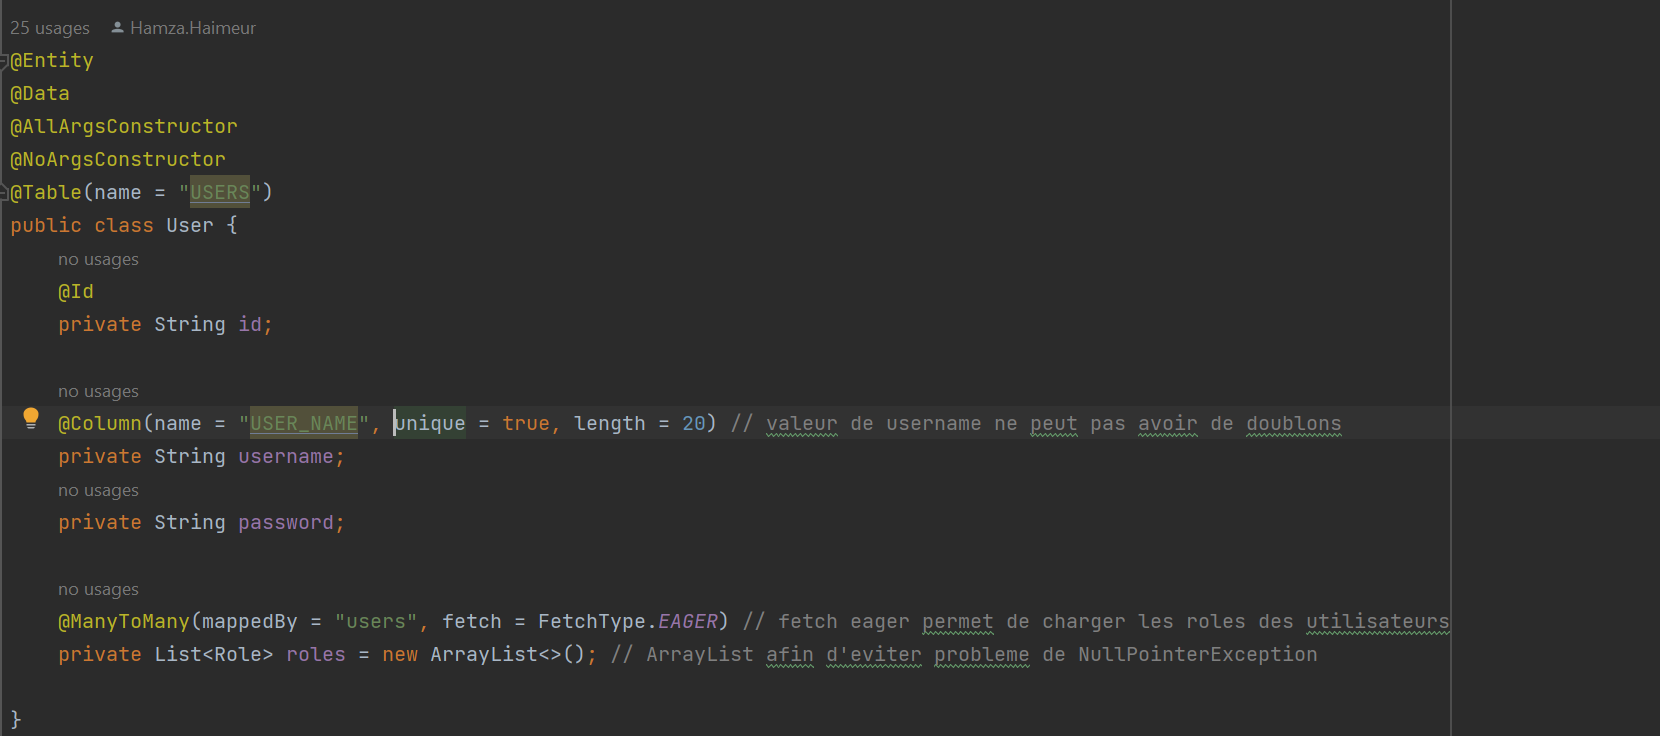 25 usages Hamza.Haimeur
@Entity
@Data
@AllArgsConstructor
@NoArgsConstructor
@Table(name = "USERS")
public class User {
no usages
@Id
private String id;
no usages
@Column(name = "USER_NAME", unique = true, length = 20) // valeur de username ne peut pas avoir de doublons
private String username;
no usages
private String password;
no usages
@ManyToMany(mappedBy = "users", fetch = FetchType.EAGER) // fetch eager permet de charger les roles des utilisateurs
private List<Role> roles = new ArrayList<>(); // ArrayList afin d'eviter probleme de NullPointerException
}